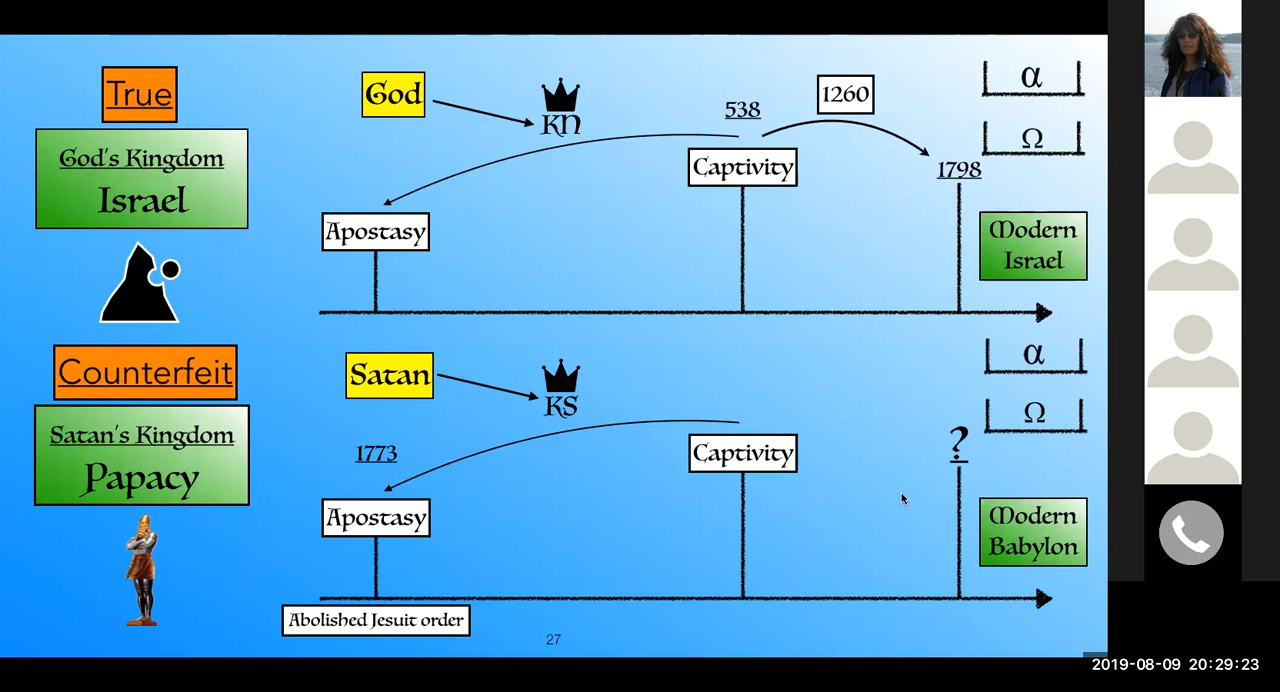 True
God's Kingdom
Israel
God
KN
538
1260
α
Ω
Captivity
1798
Apostasy
Modern
Israel
Counterfeit
Satan's Kingdom
Papacy
Satan
KS
α
Ω
1773
Captivity
?
Apostasy
Modern
Babylon
Abolished Jesuit order
27
2019-08-09 20:29:23